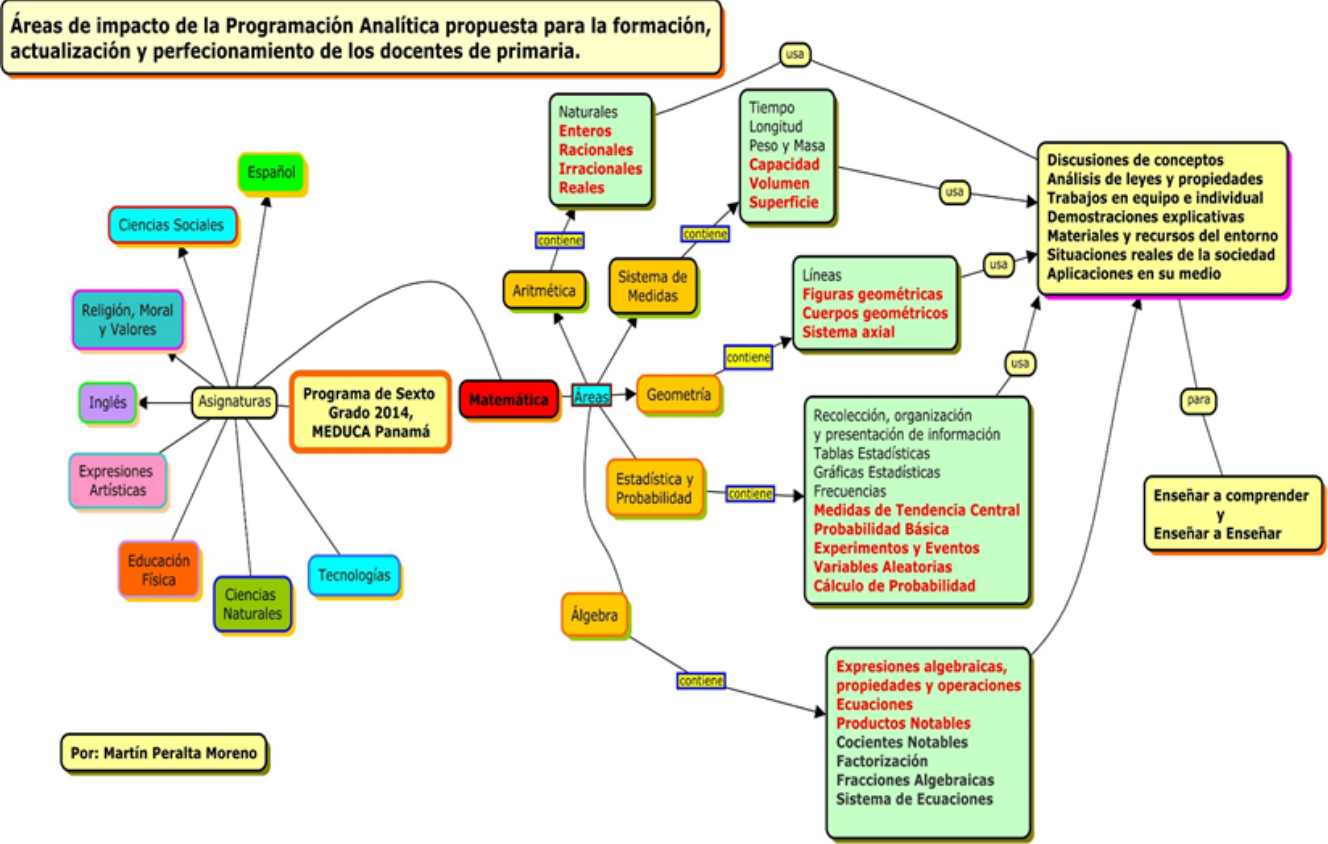 Áreas de impacto de la Programación Analítica propuesta para la formación,
actualización y perfecionamiento de los docentes de primaria.
usa
Naturales
Enteros
Racionales
Irracionales
Reales
Tiempo
Longitud
Peso y Masa
Capacidad
Volumen
Superficie
usa
Discusiones de conceptos
Análisis de leyes y propiedades
Trabajos en equipo e individual
Demostraciones explicativas
Materiales y recursos del entorno
Situaciones reales de la sociedad
Aplicaciones en su medio
Español
Ciencias Sociales
Religión, Moral
y Valores
Inglés
Asignaturas
Expresiones
Artísticas
Educación
Física
Ciencias
Naturales
Tecnologías
Programa de Sexto
Grado 2014,
MEDUCA Panamá
Matemática
Áreas
contiene
Aritmética
contiene
Sistema de
Medidas
Geometría
contiene
Líneas
Figuras geométricas
Cuerpos geométricos
Sistema axial
usa
Estadística y
Probabilidad
contiene
Recolección, organización
y presentación de información
Tablas Estadísticas
Gráficas Estadísticas
Frecuencias
Medidas de Tendencia Central
Probabilidad Básica
Experimentos y Eventos
Variables Aleatorias
Cálculo de Probabilidad
usa
para
Enseñar a comprender
y
Enseñar a Enseñar
Álgebra
contiene
Expresiones algebraicas,
propiedades y operaciones
Ecuaciones
Productos Notables
Cocientes Notables
Factorización
Fracciones Algebraicas
Sistema de Ecuaciones
Por: Martín Peralta Moreno